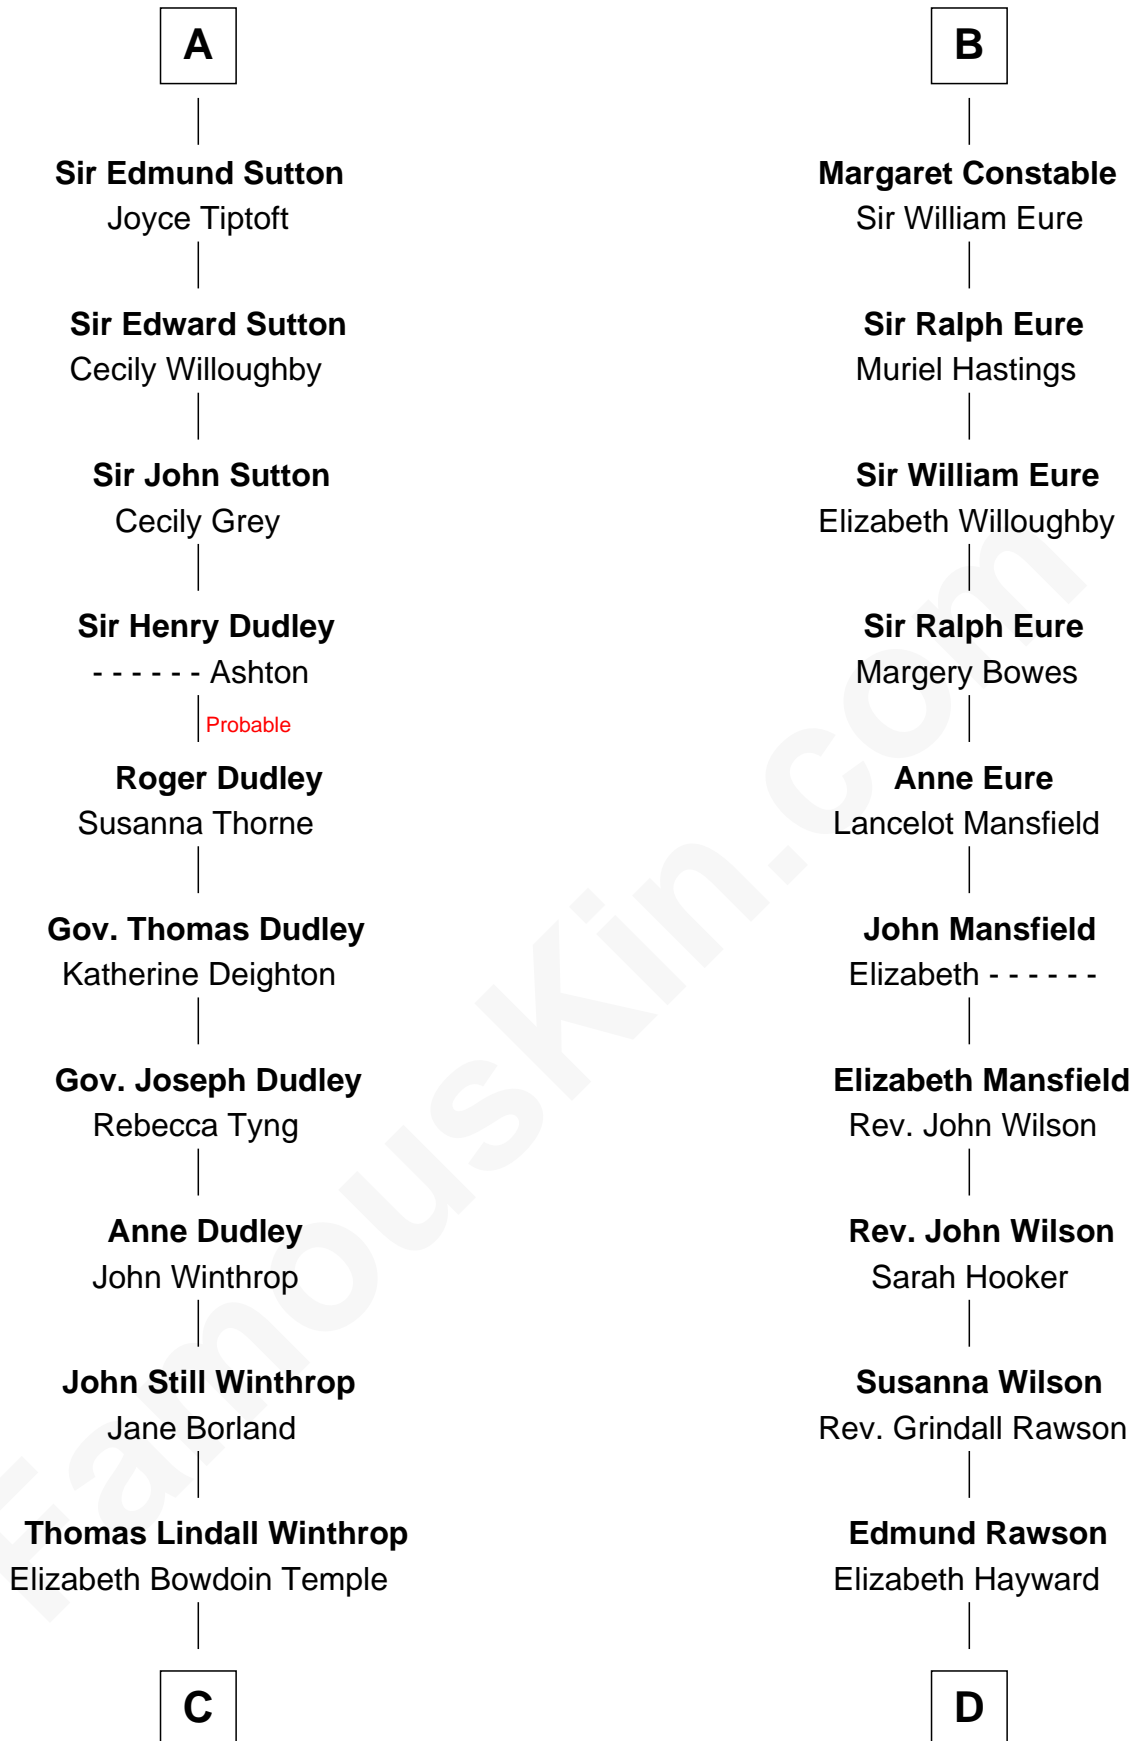 A
Sir Edmund Sutton
Joyce Tiptoft
Sir Edward Sutton
Cecily Willoughby
Sir John Sutton
Cecily Grey
Sir Henry Dudley
- - - - - - Ashton
Probable
Roger Dudley
Susanna Thorne
Gov. Thomas Dudley
Katherine Deighton
Gov. Joseph Dudley
Rebecca Tyng
Anne Dudley
John Winthrop
John Still Winthrop
Jane Borland
Thomas Lindall Winthrop
Elizabeth Bowdoin Temple
C
B
Margaret Constable
Sir William Eure
Sir Ralph Eure
Muriel Hastings
Sir William Eure
Elizabeth Willoughby
Sir Ralph Eure
Margery Bowes
Anne Eure
Lancelot Mansfield
John Mansfield
Elizabeth - - - - - -
Elizabeth Mansfield
Rev. John Wilson
Rev. John Wilson
Sarah Hooker
Susanna Wilson
Rev. Grindall Rawson
Edmund Rawson
Elizabeth Hayward
D
FamousKin.com